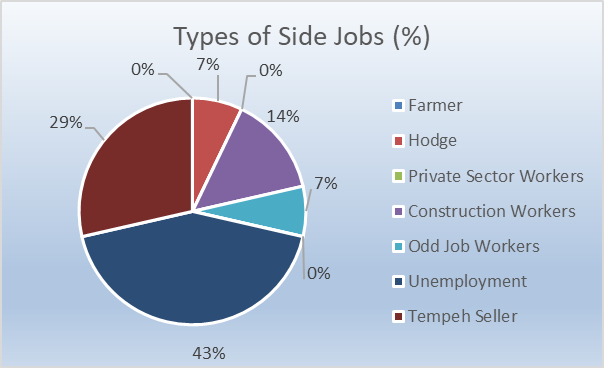 Types of Side Jobs (%)
0%
7%
0%
14%
7%
0%
43%
29%
Farmer
Hodge
Private Sector Workers
Construction Workers
Odd Job Workers
Unemployment
Tempeh Seller